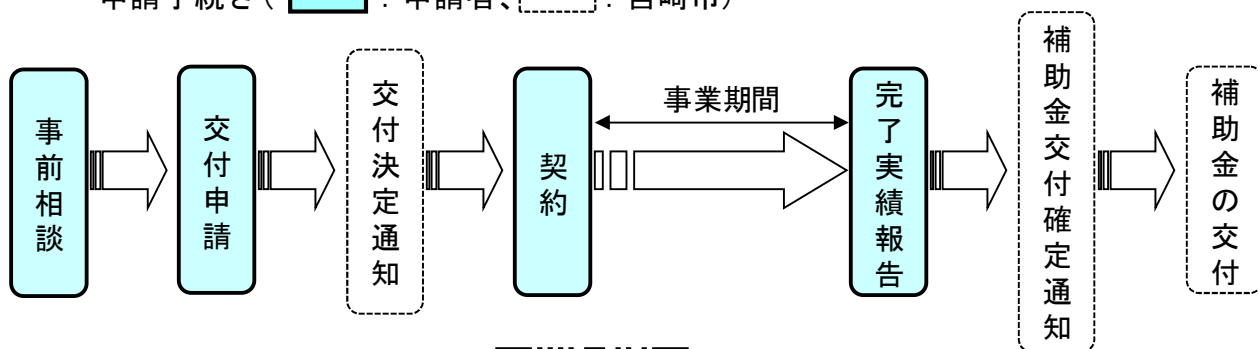 申請手続き（　　　：申請者、　　　：宮崎市）
事前相談
交付申請
交付決定通知
契約
事業期間
完了実績報告
補助金交付確定通知
補助金の交付